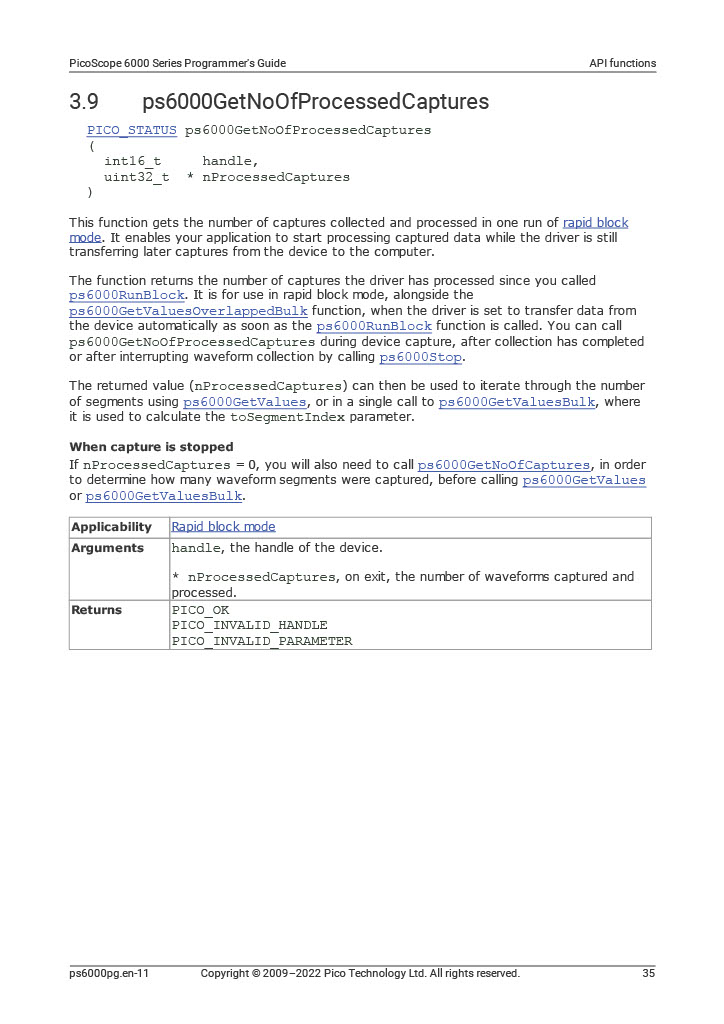 PicoScope 6000 Series Programmer's Guide API functions
3.9 ps6000GetNoOfProcessedCaptures
PICO_STATUS ps6000GetNoOfProcessedCaptures
(
int16_t handle,
uint32_t * nProcessedCaptures
)
This function gets the number of captures collected and processed in one run of rapid block
mode. It enables your application to start processing captured data while the driver is still
transferring later captures from the device to the computer.
The function returns the number of captures the driver has processed since you called
ps6000RunBlock. It is for use in rapid block mode, alongside the
ps6000GetValuesOverlappedBulk function, when the driver is set to transfer data from
the device automatically as soon as the ps6000RunBlock function is called. You can call
ps6000GetNoOfProcessedCaptures during device capture, after collection has completed
or after interrupting waveform collection by calling ps6000Stop.
The returned value (nProcessedCaptures) can then be used to iterate through the number
of segments using ps6000GetValues, or in a single call to ps6000GetValuesBulk, where
it is used to calculate the toSegmentIndex parameter.
When capture is stopped
If nProcessedCaptures = 0, you will also need to call ps6000GetNoOfCaptures, in order
to determine how many waveform segments were captured, before calling ps6000GetValues
or ps6000GetValuesBulk.
Applicability Rapid block mode
Arguments handle, the handle of the device.
* nProcessedCaptures, on exit, the number of waveforms captured and
processed.
Returns PICO_OK
PICO_INVALID_HANDLE
PICO_INVALID_PARAMETER
ps6000pg.en-11 Copyright © 2009–2022 Pico Technology Ltd. All rights reserved. 35